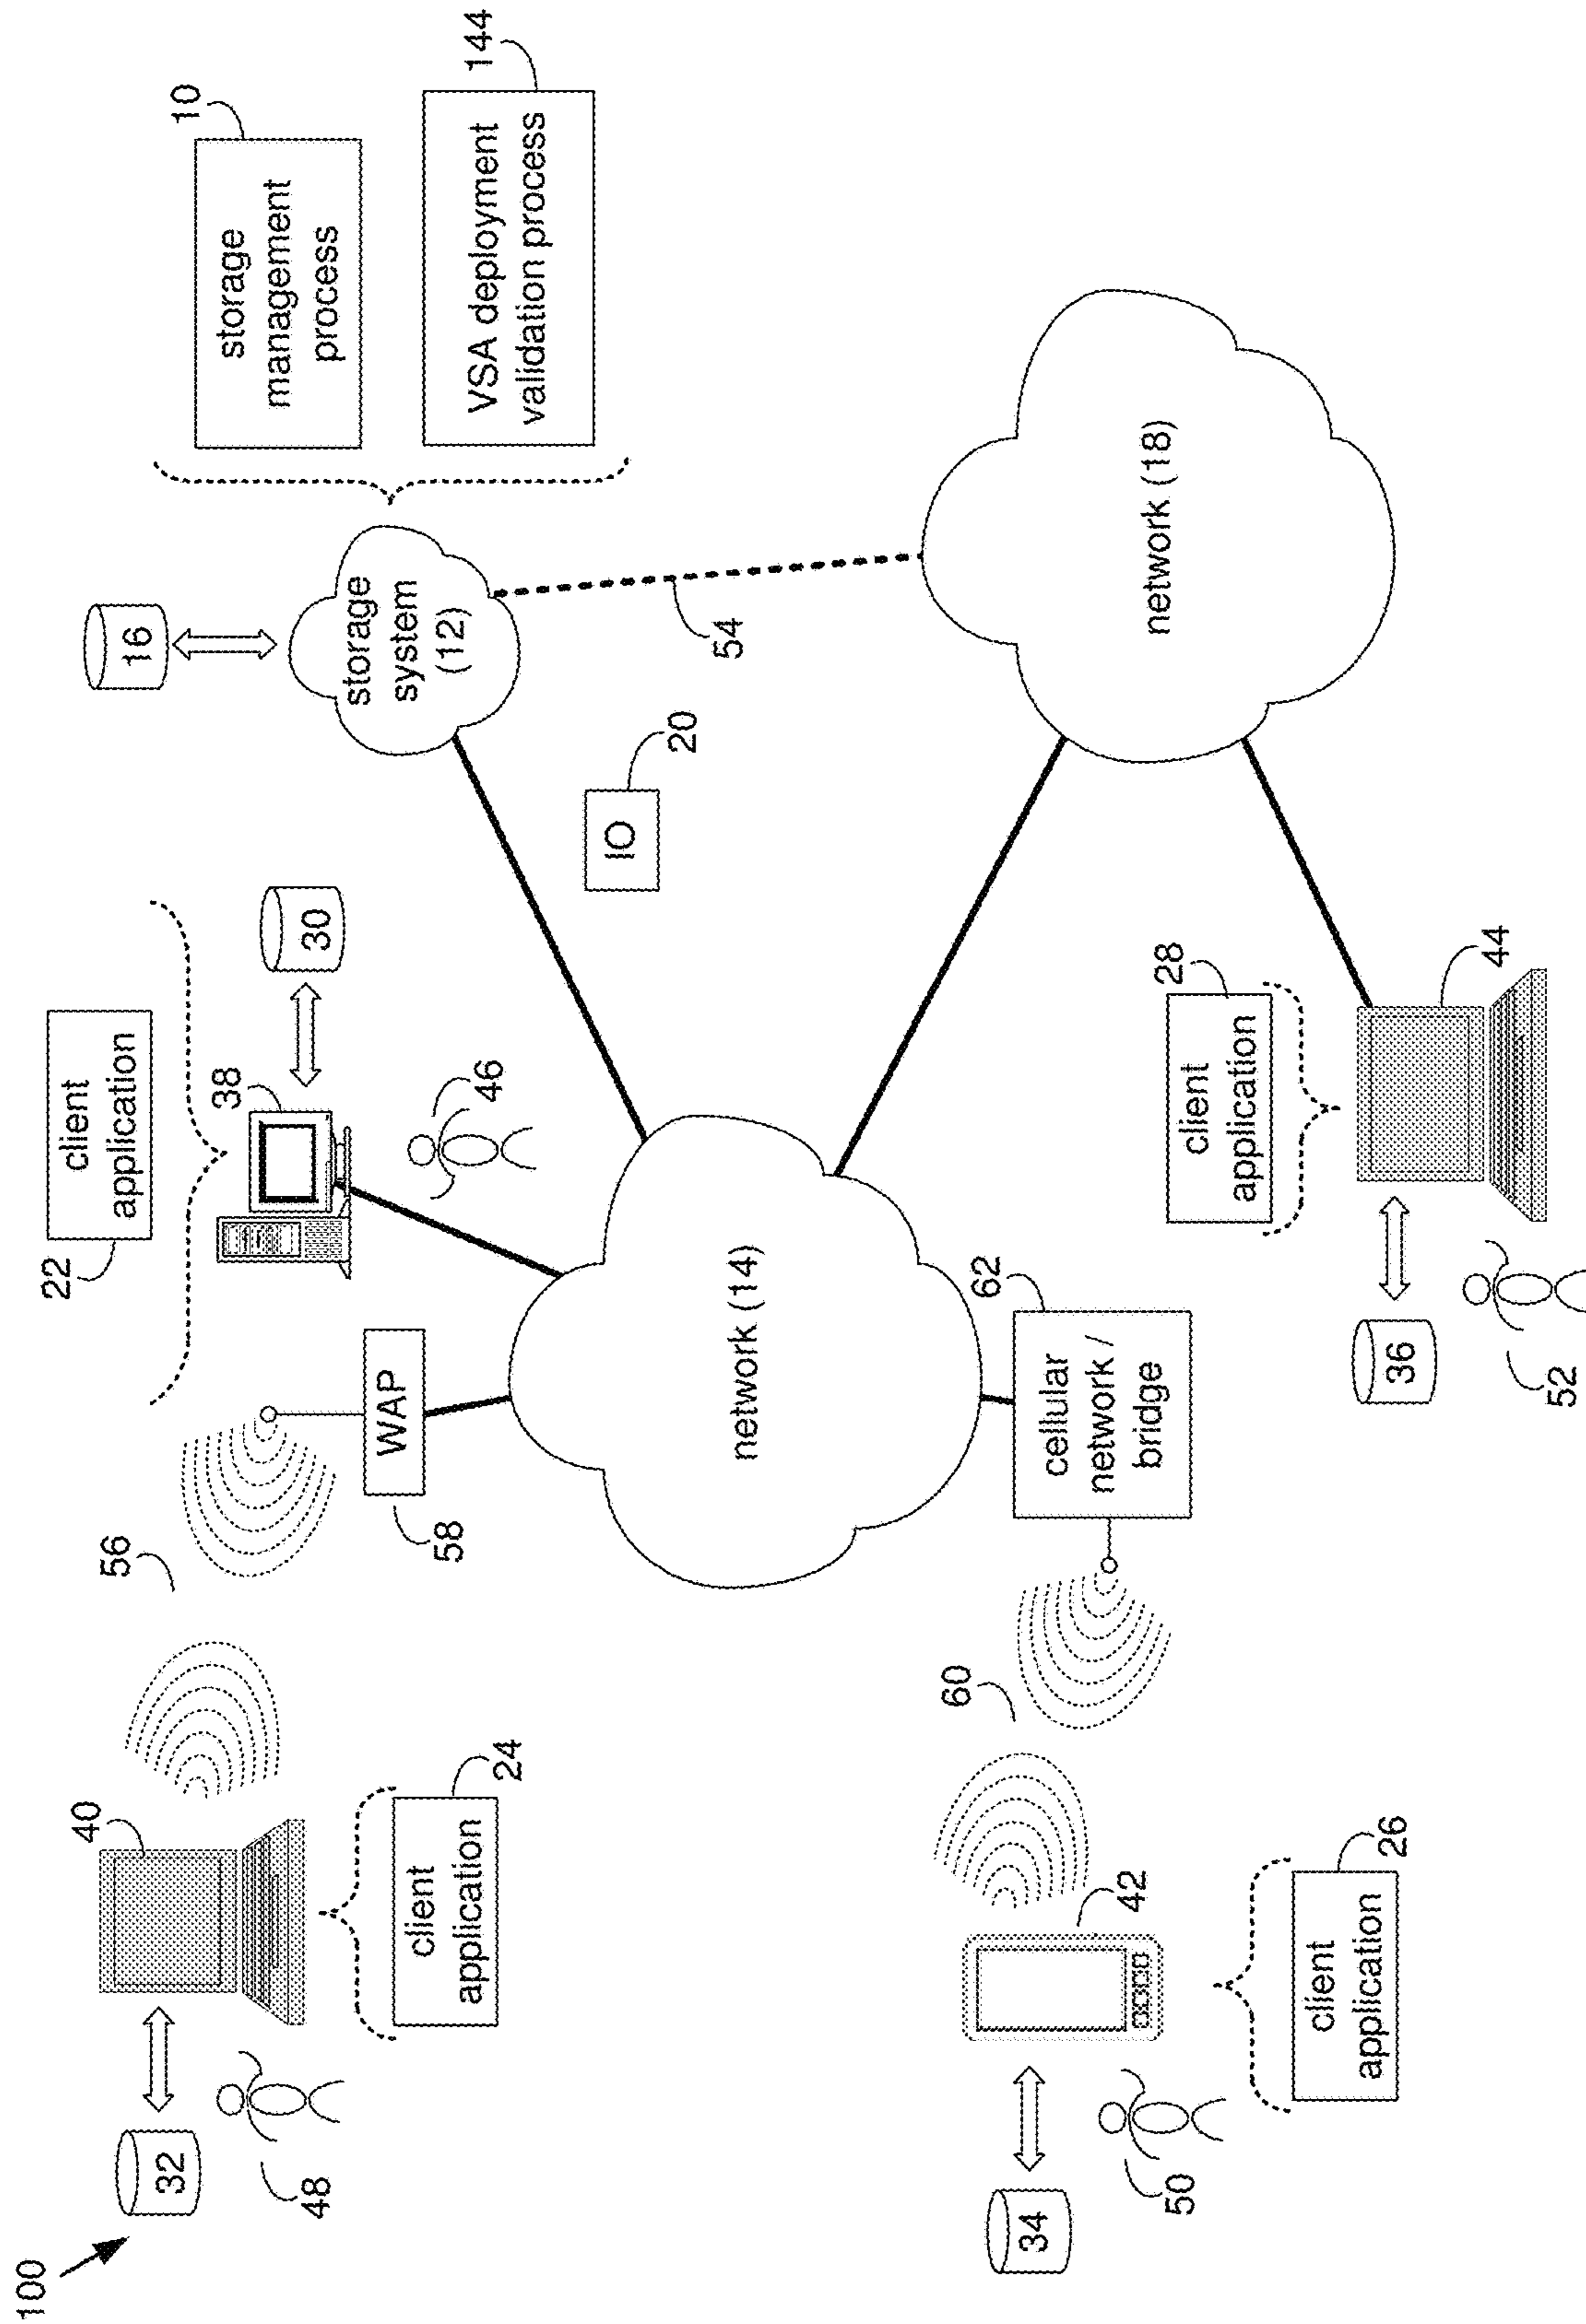 100
32
48
40
24
client
application
56
58
WAP
22
client
application
38
30
46
16
storage
system
(12)
10
storage
management
process
144
VSA deployment
validation process
IO
20
54
network (14)
network (18)
34
50
42
26
client
application
60
62
cellular
network /
bridge
28
client
application
44
36
52